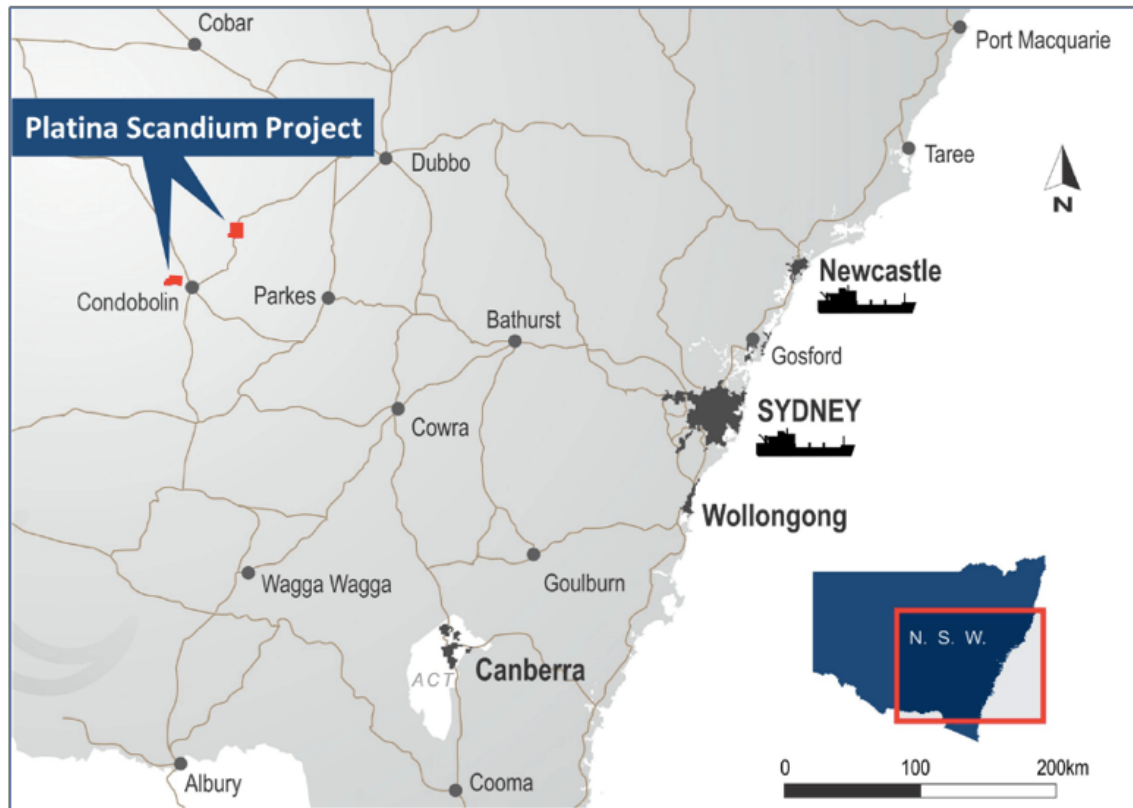 Cobar
Port Macquarie
Platina Scandium Project
Dubbo
Taree
N
Newcastle
Condobolin
Parkes
Bathurst
Gosford
SYDNEY
Cowra
Wollongong
Wagga Wagga
Goulburn
N. S. W.
Canberra
ACT
Albury
Cooma
0 100 200km